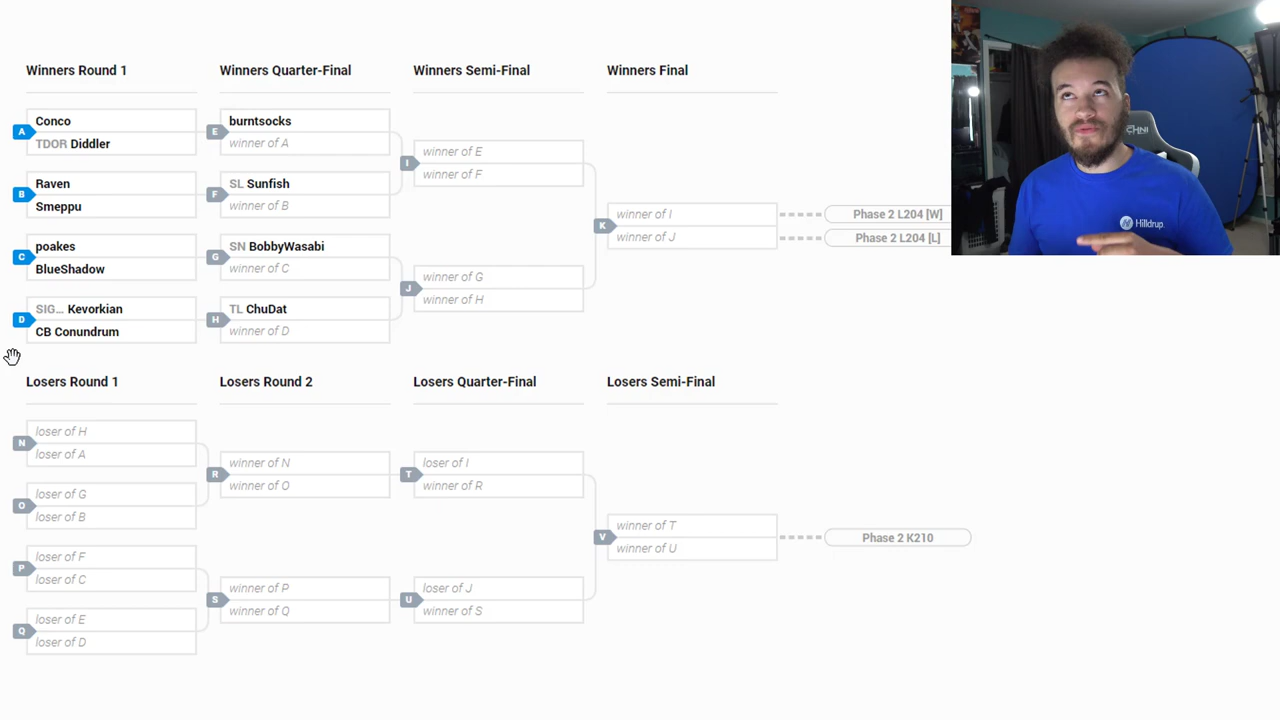 Winners Round 1
Winners Quarter-Final
Winners Semi-Final
Winners Final
A
Conco
TDOR Diddler
B
Raven
Smeppu
C
poakes
BlueShadow
D
SIG... Kevorkian
CB Conundrum
E
burntsocks
winner of A
F
SL Sunfish
winner of B
G
SN BobbyWasabi
winner of C
H
TL ChuDat
winner of D
I
winner of E
winner of F
J
winner of G
winner of H
K
winner of I
winner of J
Phase 2 L204 [W]
Phase 2 L204 [L]
Losers Round 1
Losers Round 2
Losers Quarter-Final
Losers Semi-Final
N
loser of H
loser of A
O
loser of G
loser of B
P
loser of F
loser of C
Q
loser of E
loser of D
R
winner of N
winner of O
S
winner of P
winner of Q
T
loser of I
winner of R
U
loser of J
winner of S
V
winner of T
winner of U
Phase 2 K210
Hilldrup.